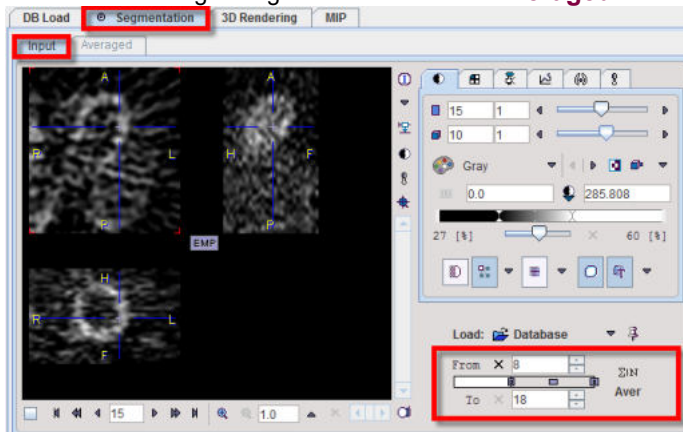 DB Load Segmentation 3D Rendering MIP
Input Averaged
A
R L
P
A
H F
P
EMP
H
R L
F
15 1.0
15 1
10 1
Gray
0.0 285.808
27 [%] 60 [%]
Load: Database
From 8
To 18
Σ/N
Aver